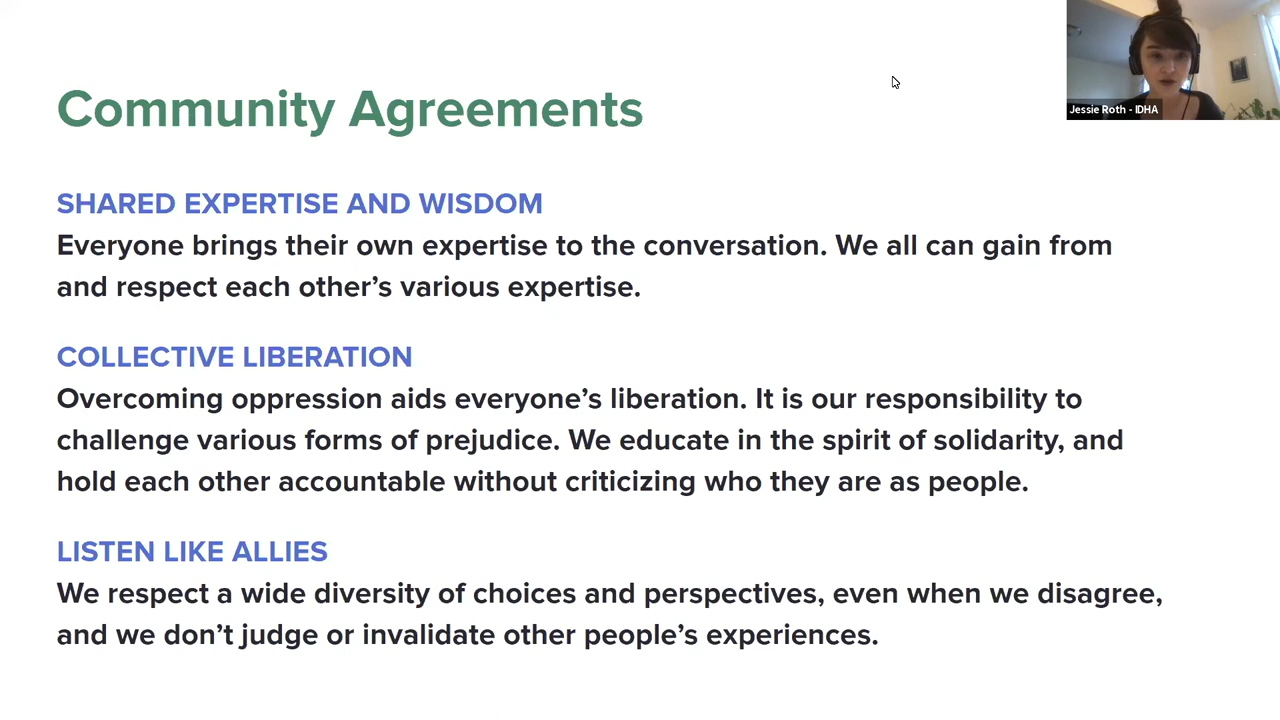 Community Agreements
Jessie Roth - IDHA
SHARED EXPERTISE AND WISDOM
Everyone brings their own expertise to the conversation. We all can gain from
and respect each other’s various expertise.
COLLECTIVE LIBERATION
Overcoming oppression aids everyone’s liberation. It is our responsibility to
challenge various forms of prejudice. We educate in the spirit of solidarity, and
hold each other accountable without criticizing who they are as people.
LISTEN LIKE ALLIES
We respect a wide diversity of choices and perspectives, even when we disagree,
and we don’t judge or invalidate other people’s experiences.